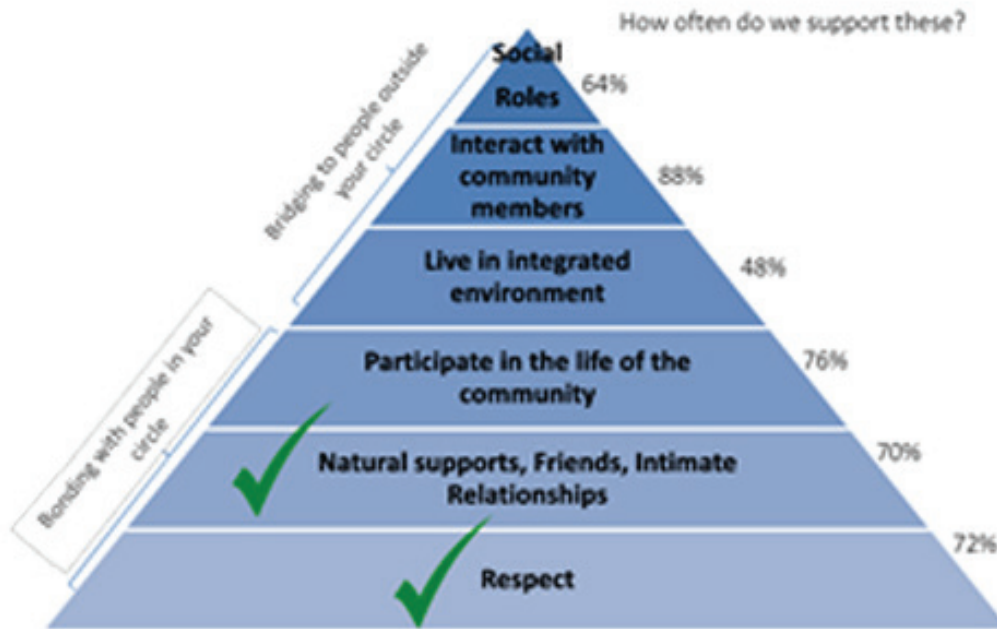 How often do we support these?
Social
Roles
64%
Interact with
community
members
88%
Live in integrated
environment
48%
Participate in the life of the
community
76%
Natural supports, Friends, Intimate
Relationships
70%
Respect
72%
Bridging to people outside
your circle
Bonding with people in your
circle